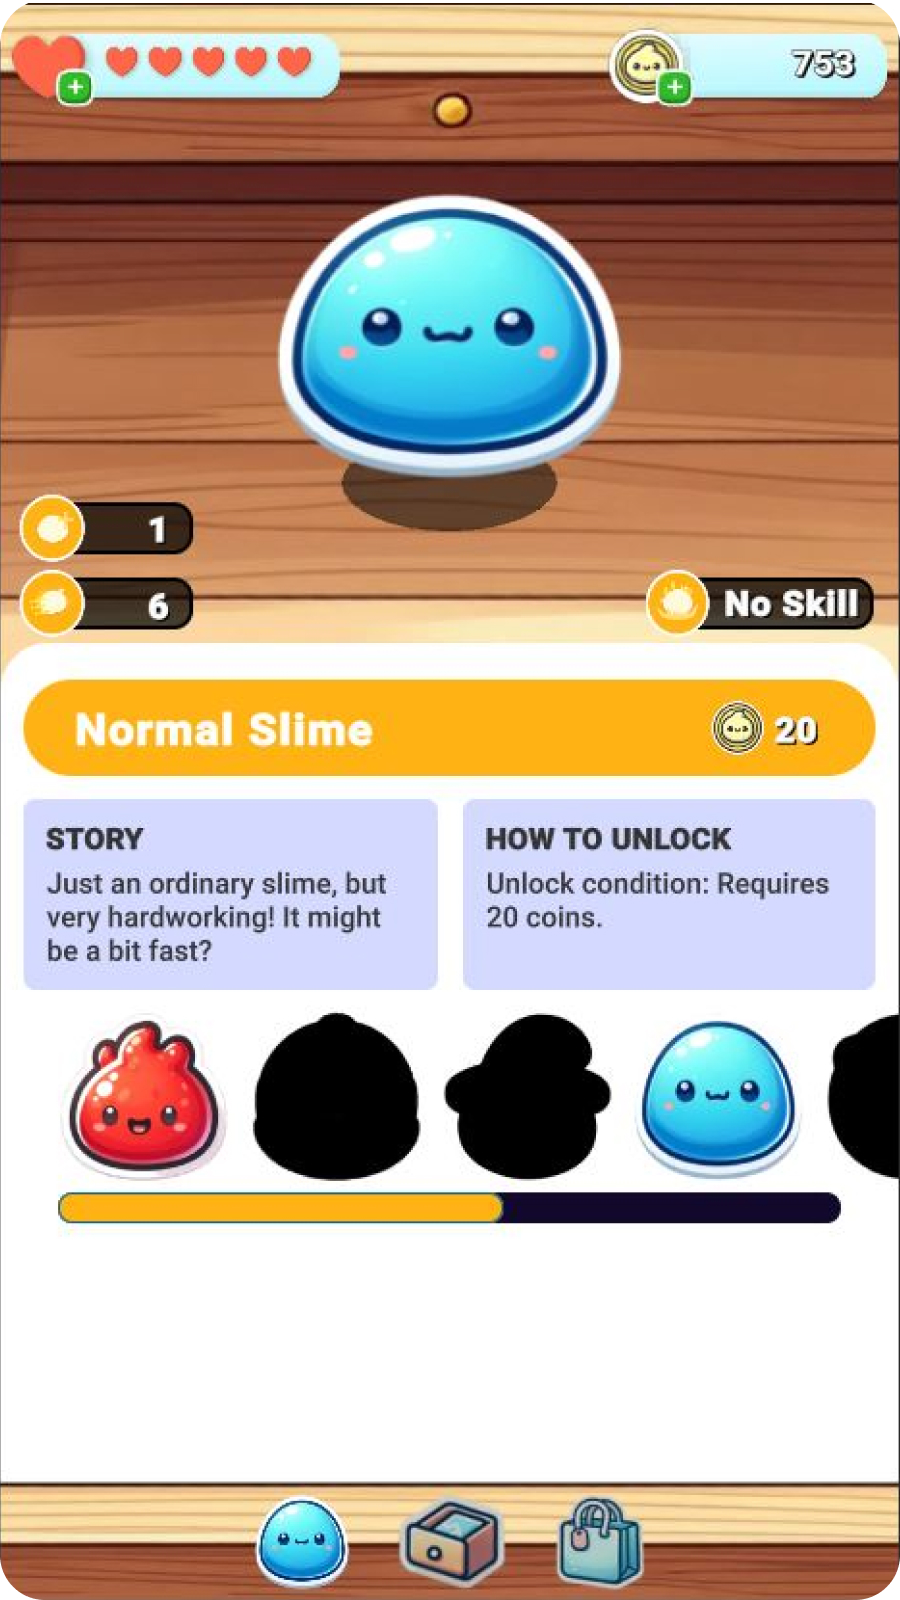 753
1
6
No Skill
Normal Slime
20
STORY
Just an ordinary slime, but
very hardworking! It might
be a bit fast?
HOW TO UNLOCK
Unlock condition: Requires
20 coins.